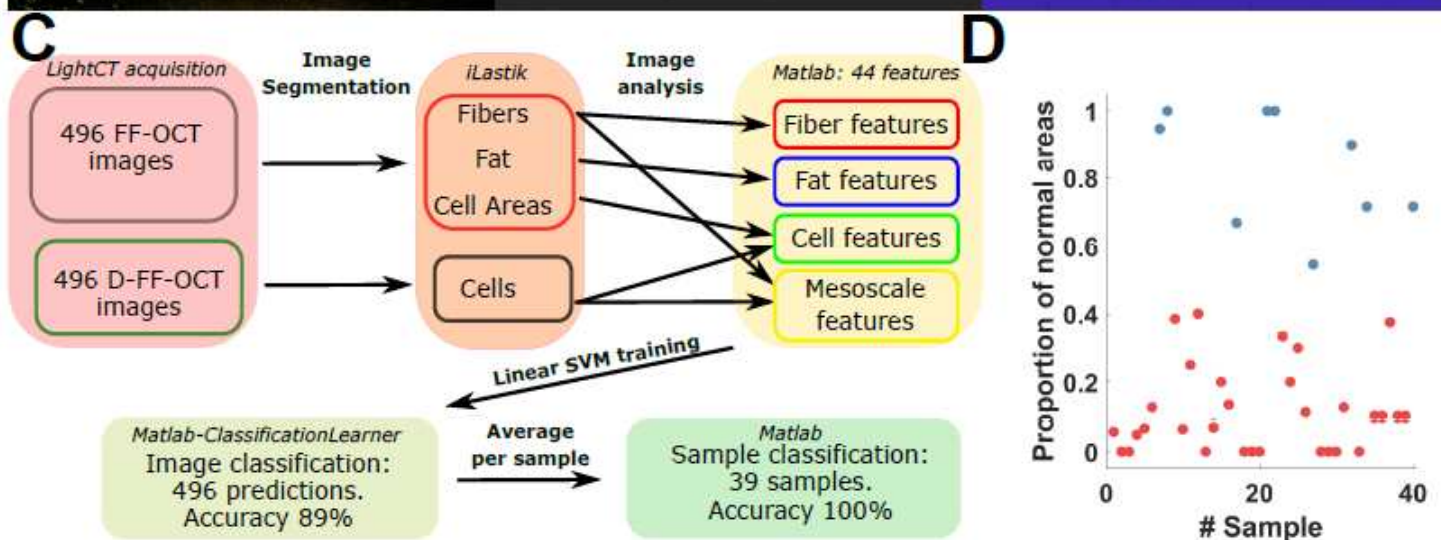 C
LightCT acquisition
496 FF-OCT
images
496 D-FF-OCT
images
Image
Segmentation
iLastik
Fibers
Fat
Cell Areas
Cells
Image
analysis
Matlab: 44 features
Fiber features
Fat features
Cell features
Mesoscale
features
Linear SVM training
Matlab-ClassificationLearner
Image classification:
496 predictions.
Accuracy 89%
Average
per sample
Matlab
Sample classification:
39 samples.
Accuracy 100%
D
Proportion of normal areas
1
0.8
0.6
0.4
0.2
0
0
20
40
# Sample